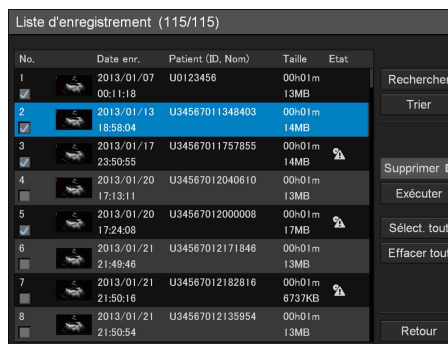 Liste d'enregistrement (115/115)
No. Date enr. Patient (ID, Nom) Taille Etat
1 2013/01/07 U0123456 00h01m
00:11:18 13MB
2 2013/01/13 U34567011348403 00h01m
18:58:04 14MB
3 2013/01/17 U34567011757855 00h01m
23:50:55 14MB
4 2013/01/20 U34567012040610 00h01m
17:13:11 13MB
5 2013/01/20 U34567012000008 00h01m
17:24:08 17MB
6 2013/01/21 U34567012171846 00h01m
21:49:46 13MB
7 2013/01/21 U34567012182816 00h01m
21:50:16 6737KB
8 2013/01/21 U34567012135954 00h01m
21:50:54 13MB
Rechercher
Trier
Supprimer
Exécuter
Sélect. tout
Effacer tout
Retour